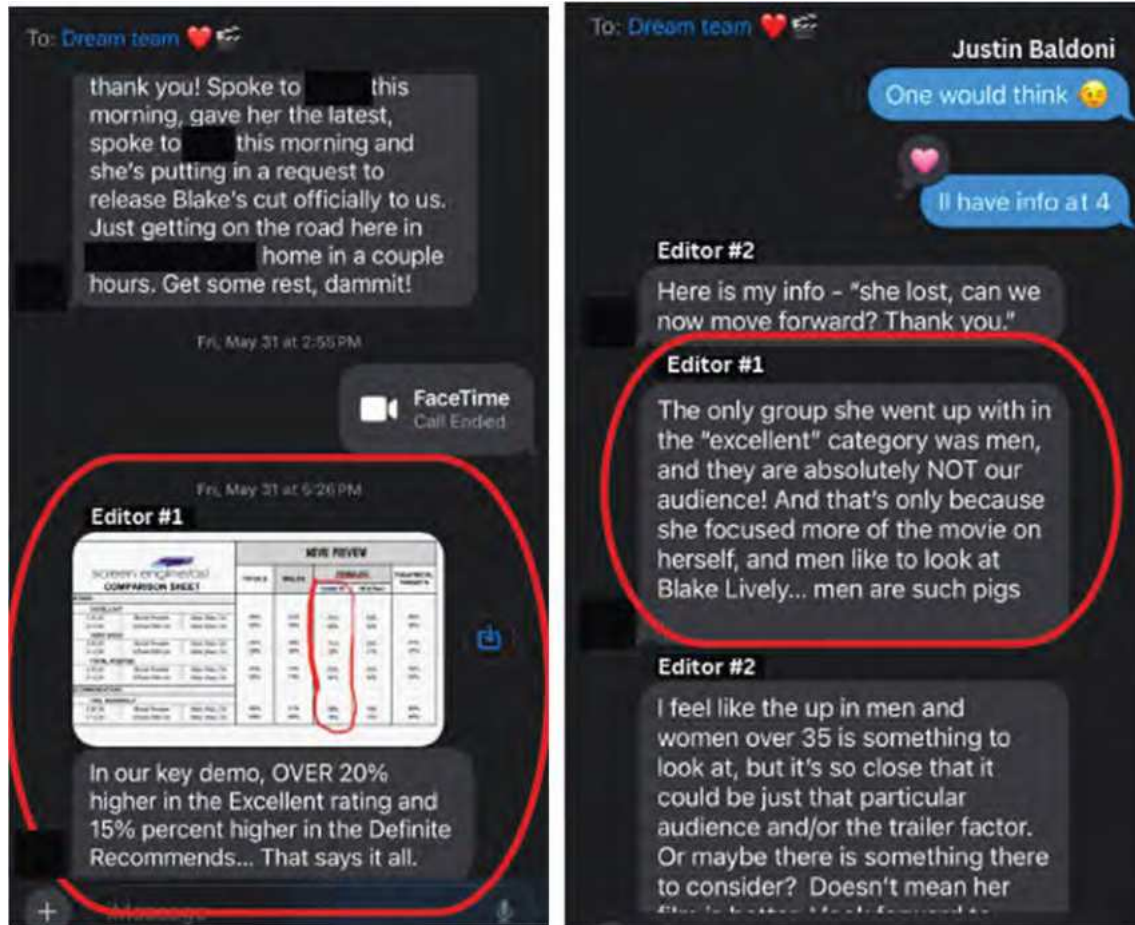 To: Dream team ❤️🎬
thank you! Spoke to this
morning, gave her the latest,
spoke to this morning and
she's putting in a request to
release Blake's cut officially to us.
Just getting on the road here in
home in a couple
hours. Get some rest, dammit!
Fri, May 31 at 2:55 PM
FaceTime
Call Ended
Fri, May 31 at 5:26 PM
Editor #1
COMPARISON SHEET
In our key demo, OVER 20%
higher in the Excellent rating and
15% percent higher in the Definite
Recommends... That says it all.
iMessage
To: Dream team ❤️🎬
Justin Baldoni
One would think 😉
ll have info at 4
Editor #2
Here is my info - "she lost, can we
now move forward? Thank you."
Editor #1
The only group she went up with in
the "excellent" category was men,
and they are absolutely NOT our
audience! And that's only because
she focused more of the movie on
herself, and men like to look at
Blake Lively... men are such pigs
Editor #2
I feel like the up in men and
women over 35 is something to
look at, but it's so close that it
could be just that particular
audience and/or the trailer factor.
Or maybe there is something there
to consider? Doesn't mean her